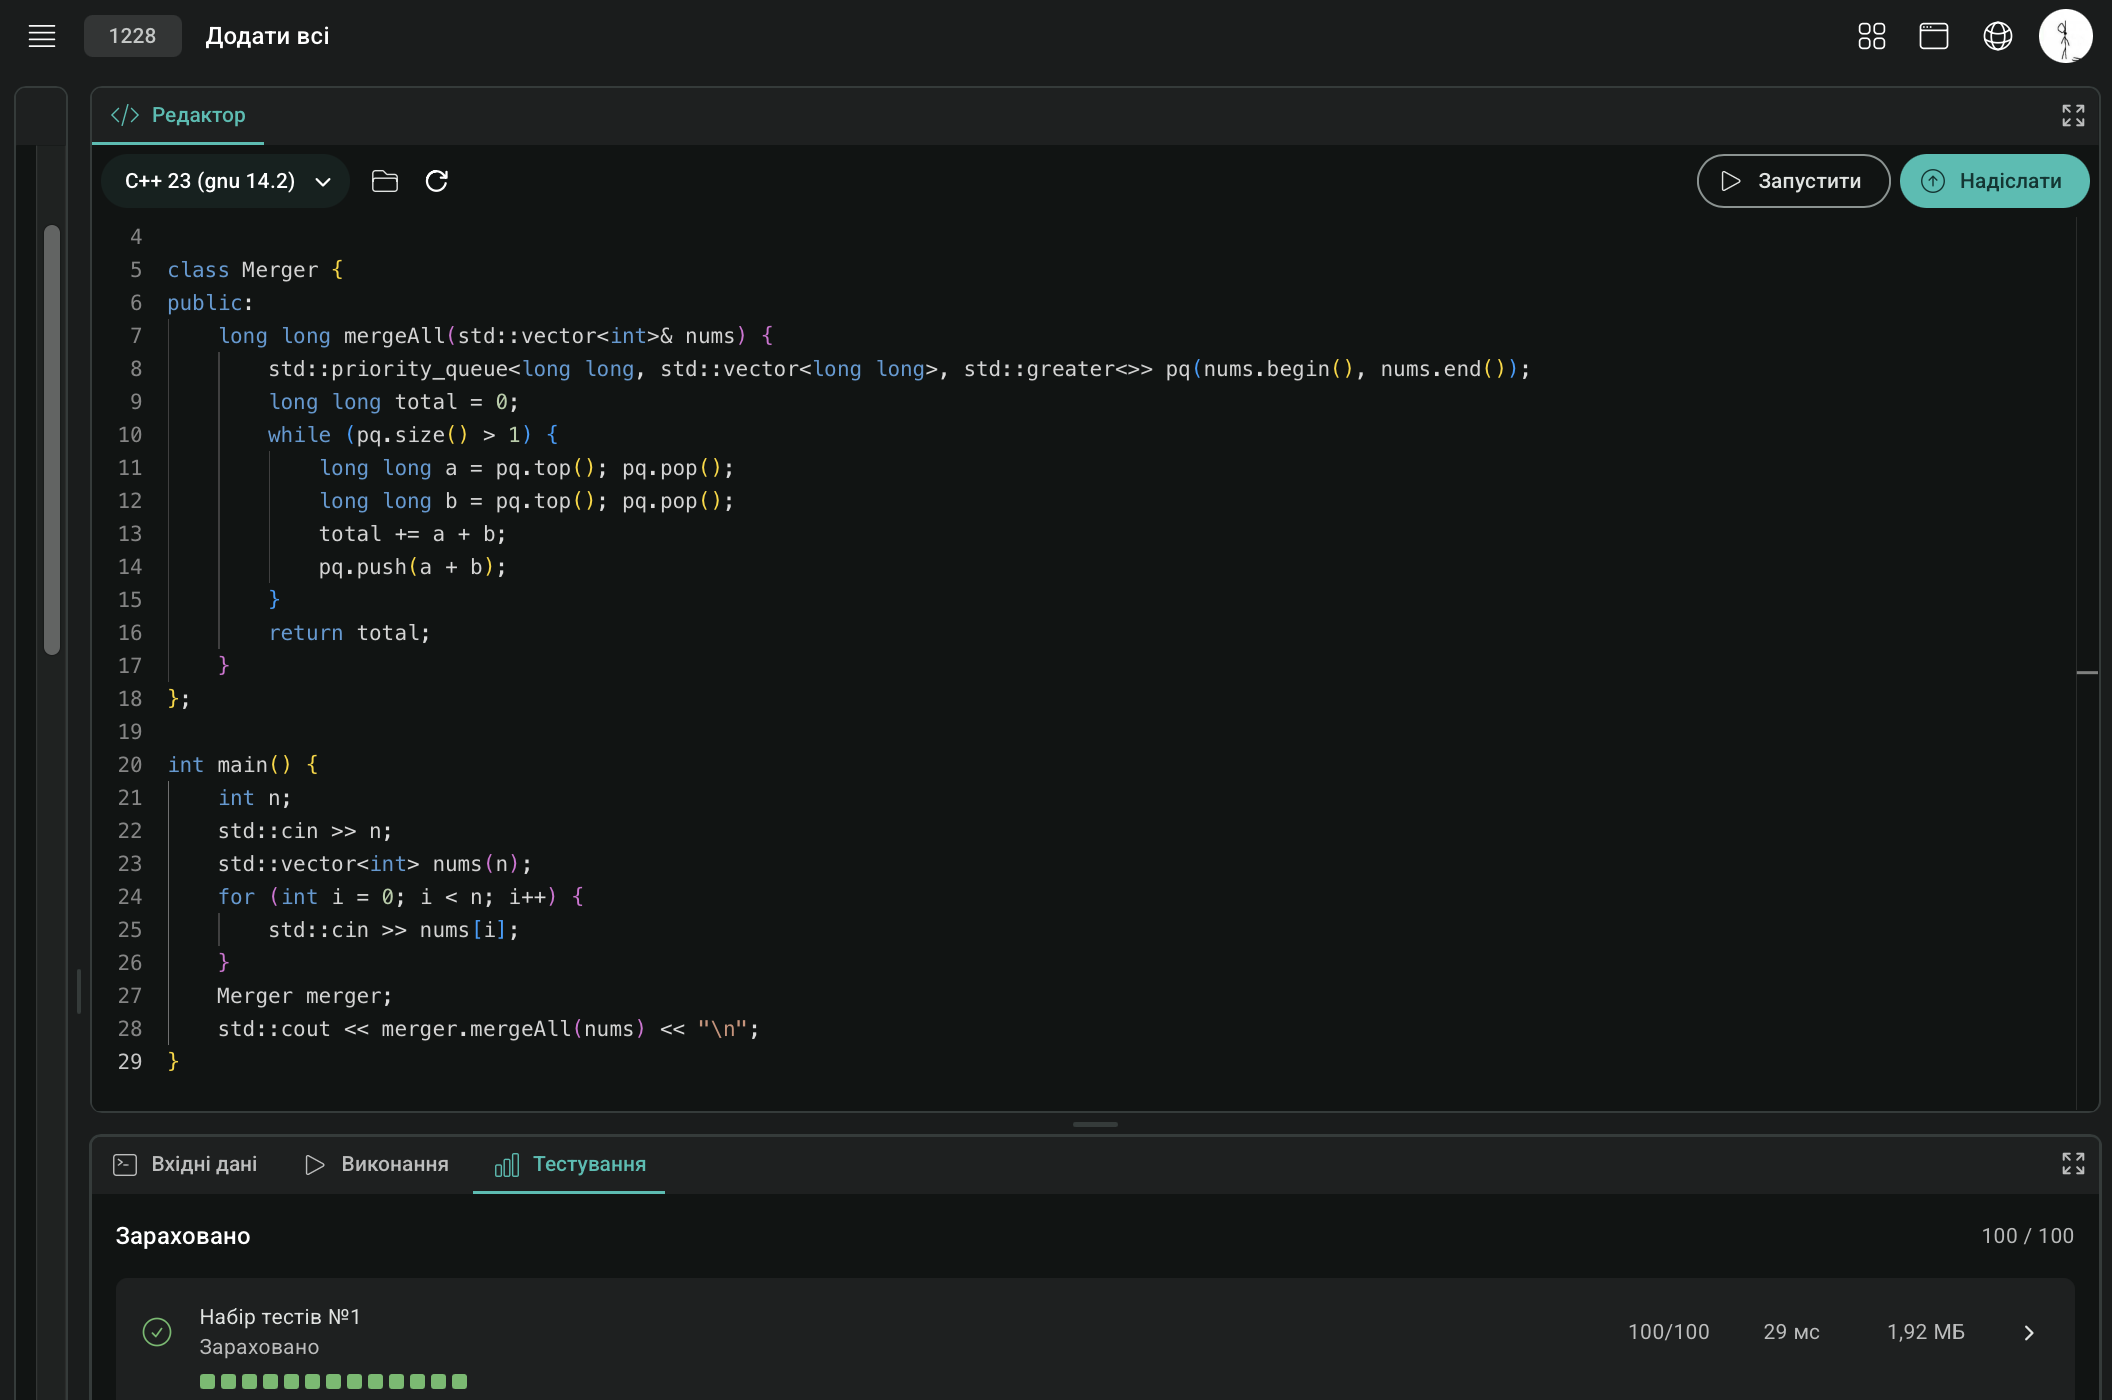 1228 Додати всі
Редактор
C++ 23 (gnu 14.2)
Запустити
Надіслати
4
5 class Merger {
6 public:
7     long long mergeAll(std::vector<int>& nums) {
8         std::priority_queue<long long, std::vector<long long>, std::greater<>> pq(nums.begin(), nums.end());
9         long long total = 0;
10         while (pq.size() > 1) {
11             long long a = pq.top(); pq.pop();
12             long long b = pq.top(); pq.pop();
13             total += a + b;
14             pq.push(a + b);
15         }
16         return total;
17     }
18 };
19
20 int main() {
21     int n;
22     std::cin >> n;
23     std::vector<int> nums(n);
24     for (int i = 0; i < n; i++) {
25         std::cin >> nums[i];
26     }
27     Merger merger;
28     std::cout << merger.mergeAll(nums) << "\n";
29 }
Вхідні дані
Виконання
Тестування
Зараховано 100 / 100
Набір тестів №1
Зараховано
100/100 29 мс 1,92 МБ